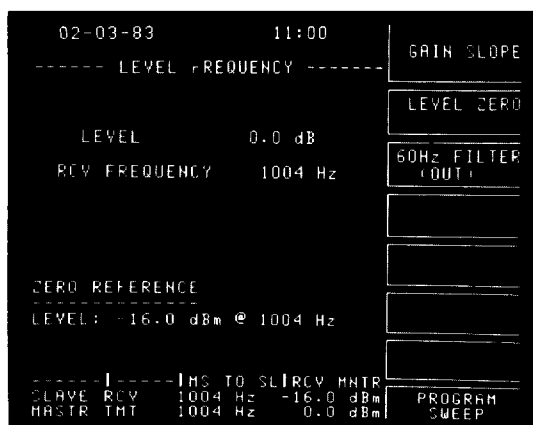 02-03-83 11:00
------ LEVEL FREQUENCY -------
LEVEL 0.0 dB
RCV FREQUENCY 1004 Hz
ZERO REFERENCE
--------------
LEVEL: -16.0 dBm @ 1004 Hz
------|------|MS TO SL|RCV MNTR
SLAVE RCV 1004 Hz -16.0 dBm
MASTR TMT 1004 Hz 0.0 dBm
GAIN SLOPE
LEVEL ZERO
60Hz FILTER
(OUT)
PROGRAM
SWEEP